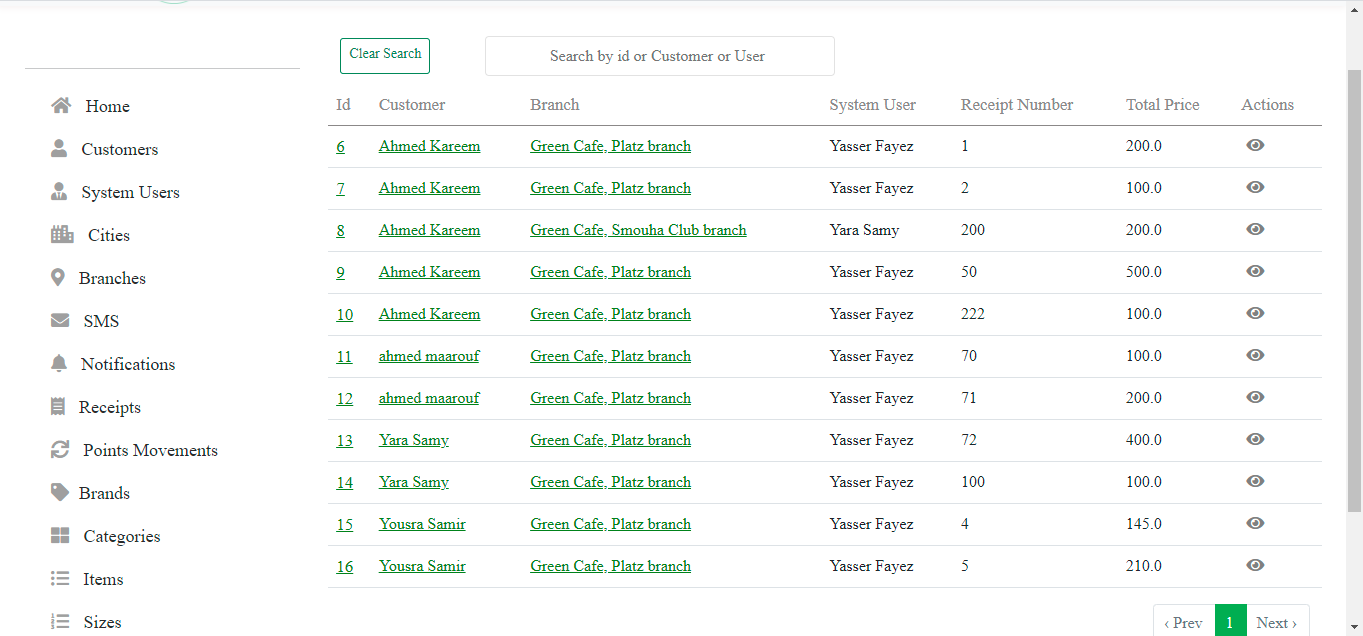 Clear Search Search by id or Customer or User
Home
Customers
System Users
Cities
Branches
SMS
Notifications
Receipts
Points Movements
Brands
Categories
Items
Sizes
Id Customer Branch System User Receipt Number Total Price Actions
6 Ahmed Kareem Green Cafe, Platz branch Yasser Fayez 1 200.0
7 Ahmed Kareem Green Cafe, Platz branch Yasser Fayez 2 100.0
8 Ahmed Kareem Green Cafe, Smouha Club branch Yara Samy 200 200.0
9 Ahmed Kareem Green Cafe, Platz branch Yasser Fayez 50 500.0
10 Ahmed Kareem Green Cafe, Platz branch Yasser Fayez 222 100.0
11 ahmed maarouf Green Cafe, Platz branch Yasser Fayez 70 100.0
12 ahmed maarouf Green Cafe, Platz branch Yasser Fayez 71 200.0
13 Yara Samy Green Cafe, Platz branch Yasser Fayez 72 400.0
14 Yara Samy Green Cafe, Platz branch Yasser Fayez 100 100.0
15 Yousra Samir Green Cafe, Platz branch Yasser Fayez 4 145.0
16 Yousra Samir Green Cafe, Platz branch Yasser Fayez 5 210.0
‹ Prev 1 Next ›